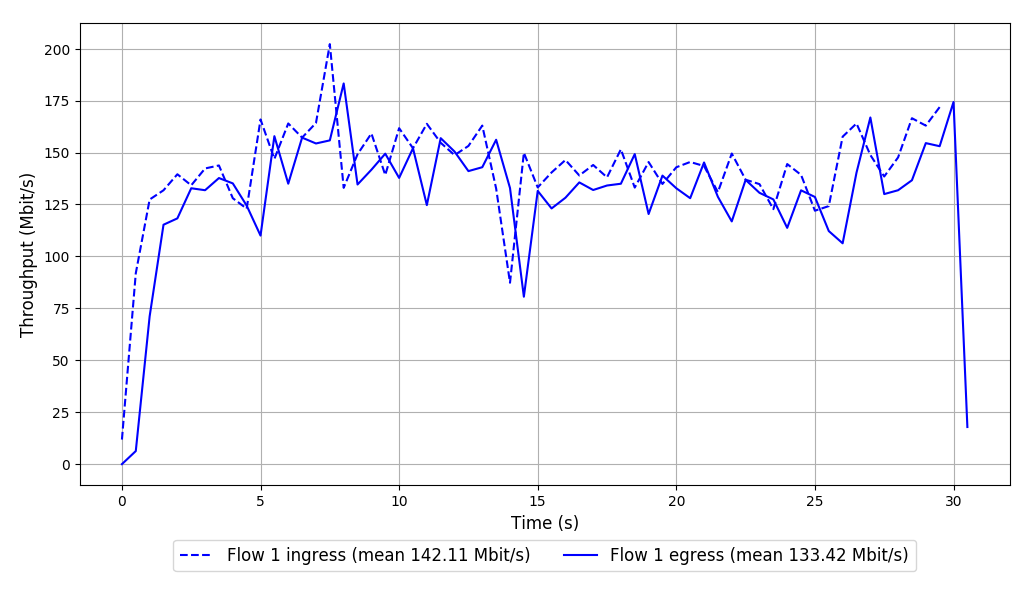 Throughput (Mbit/s)
200
175
150
125
100
75
50
25
0
0 5 10 15 20 25 30
Time (s)
Flow 1 ingress (mean 142.11 Mbit/s) Flow 1 egress (mean 133.42 Mbit/s)